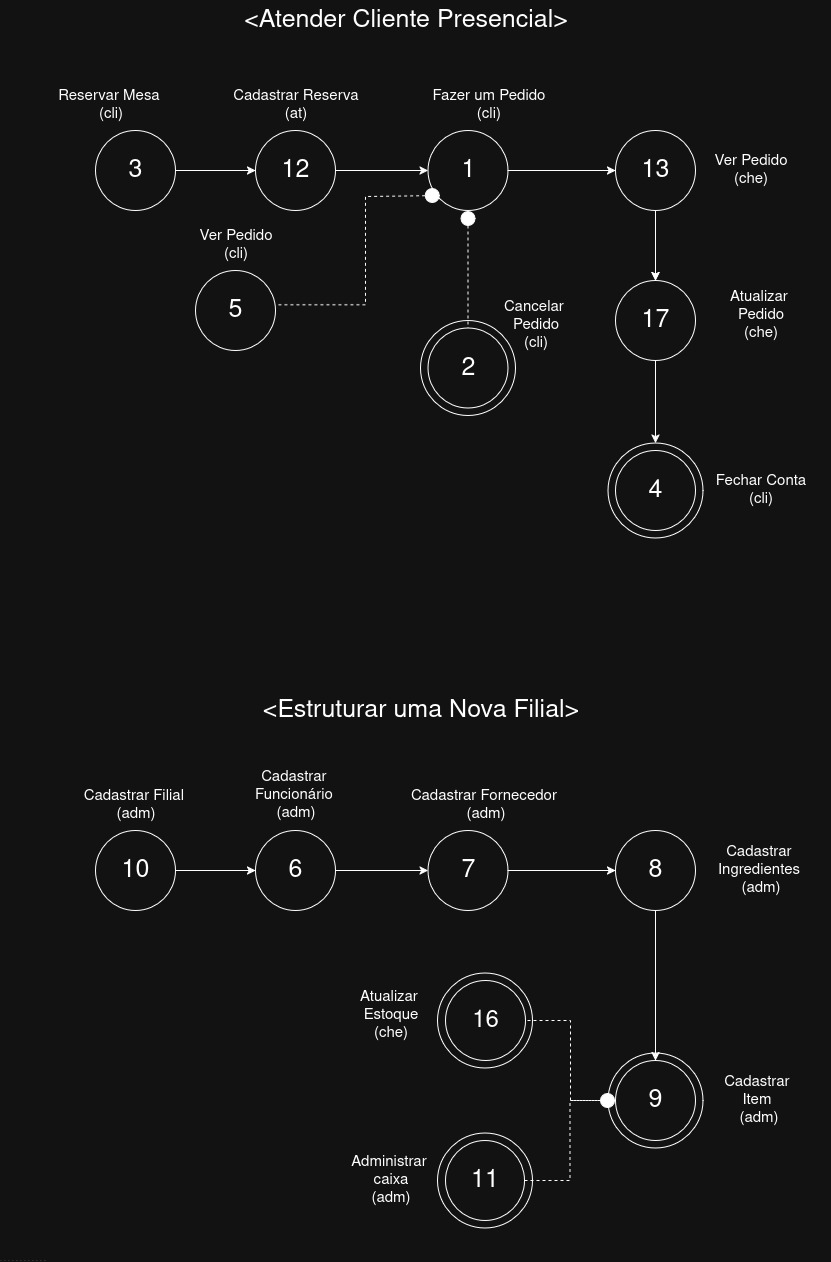 <Atender Cliente Presencial>
Reservar Mesa
(cli)
Cadastrar Reserva
(at)
Fazer um Pedido
(cli)
3
12
1
13
Ver Pedido
(che)
Ver Pedido
(cli)
5
Cancelar
Pedido
(cli)
2
17
Atualizar
Pedido
(che)
4
Fechar Conta
(cli)
<Estruturar uma Nova Filial>
Cadastrar Filial
(adm)
Cadastrar
Funcionário
(adm)
Cadastrar Fornecedor
(adm)
10
6
7
8
Cadastrar
Ingredientes
(adm)
Atualizar
Estoque
(che)
16
9
Cadastrar
Item
(adm)
Administrar
caixa
(adm)
11